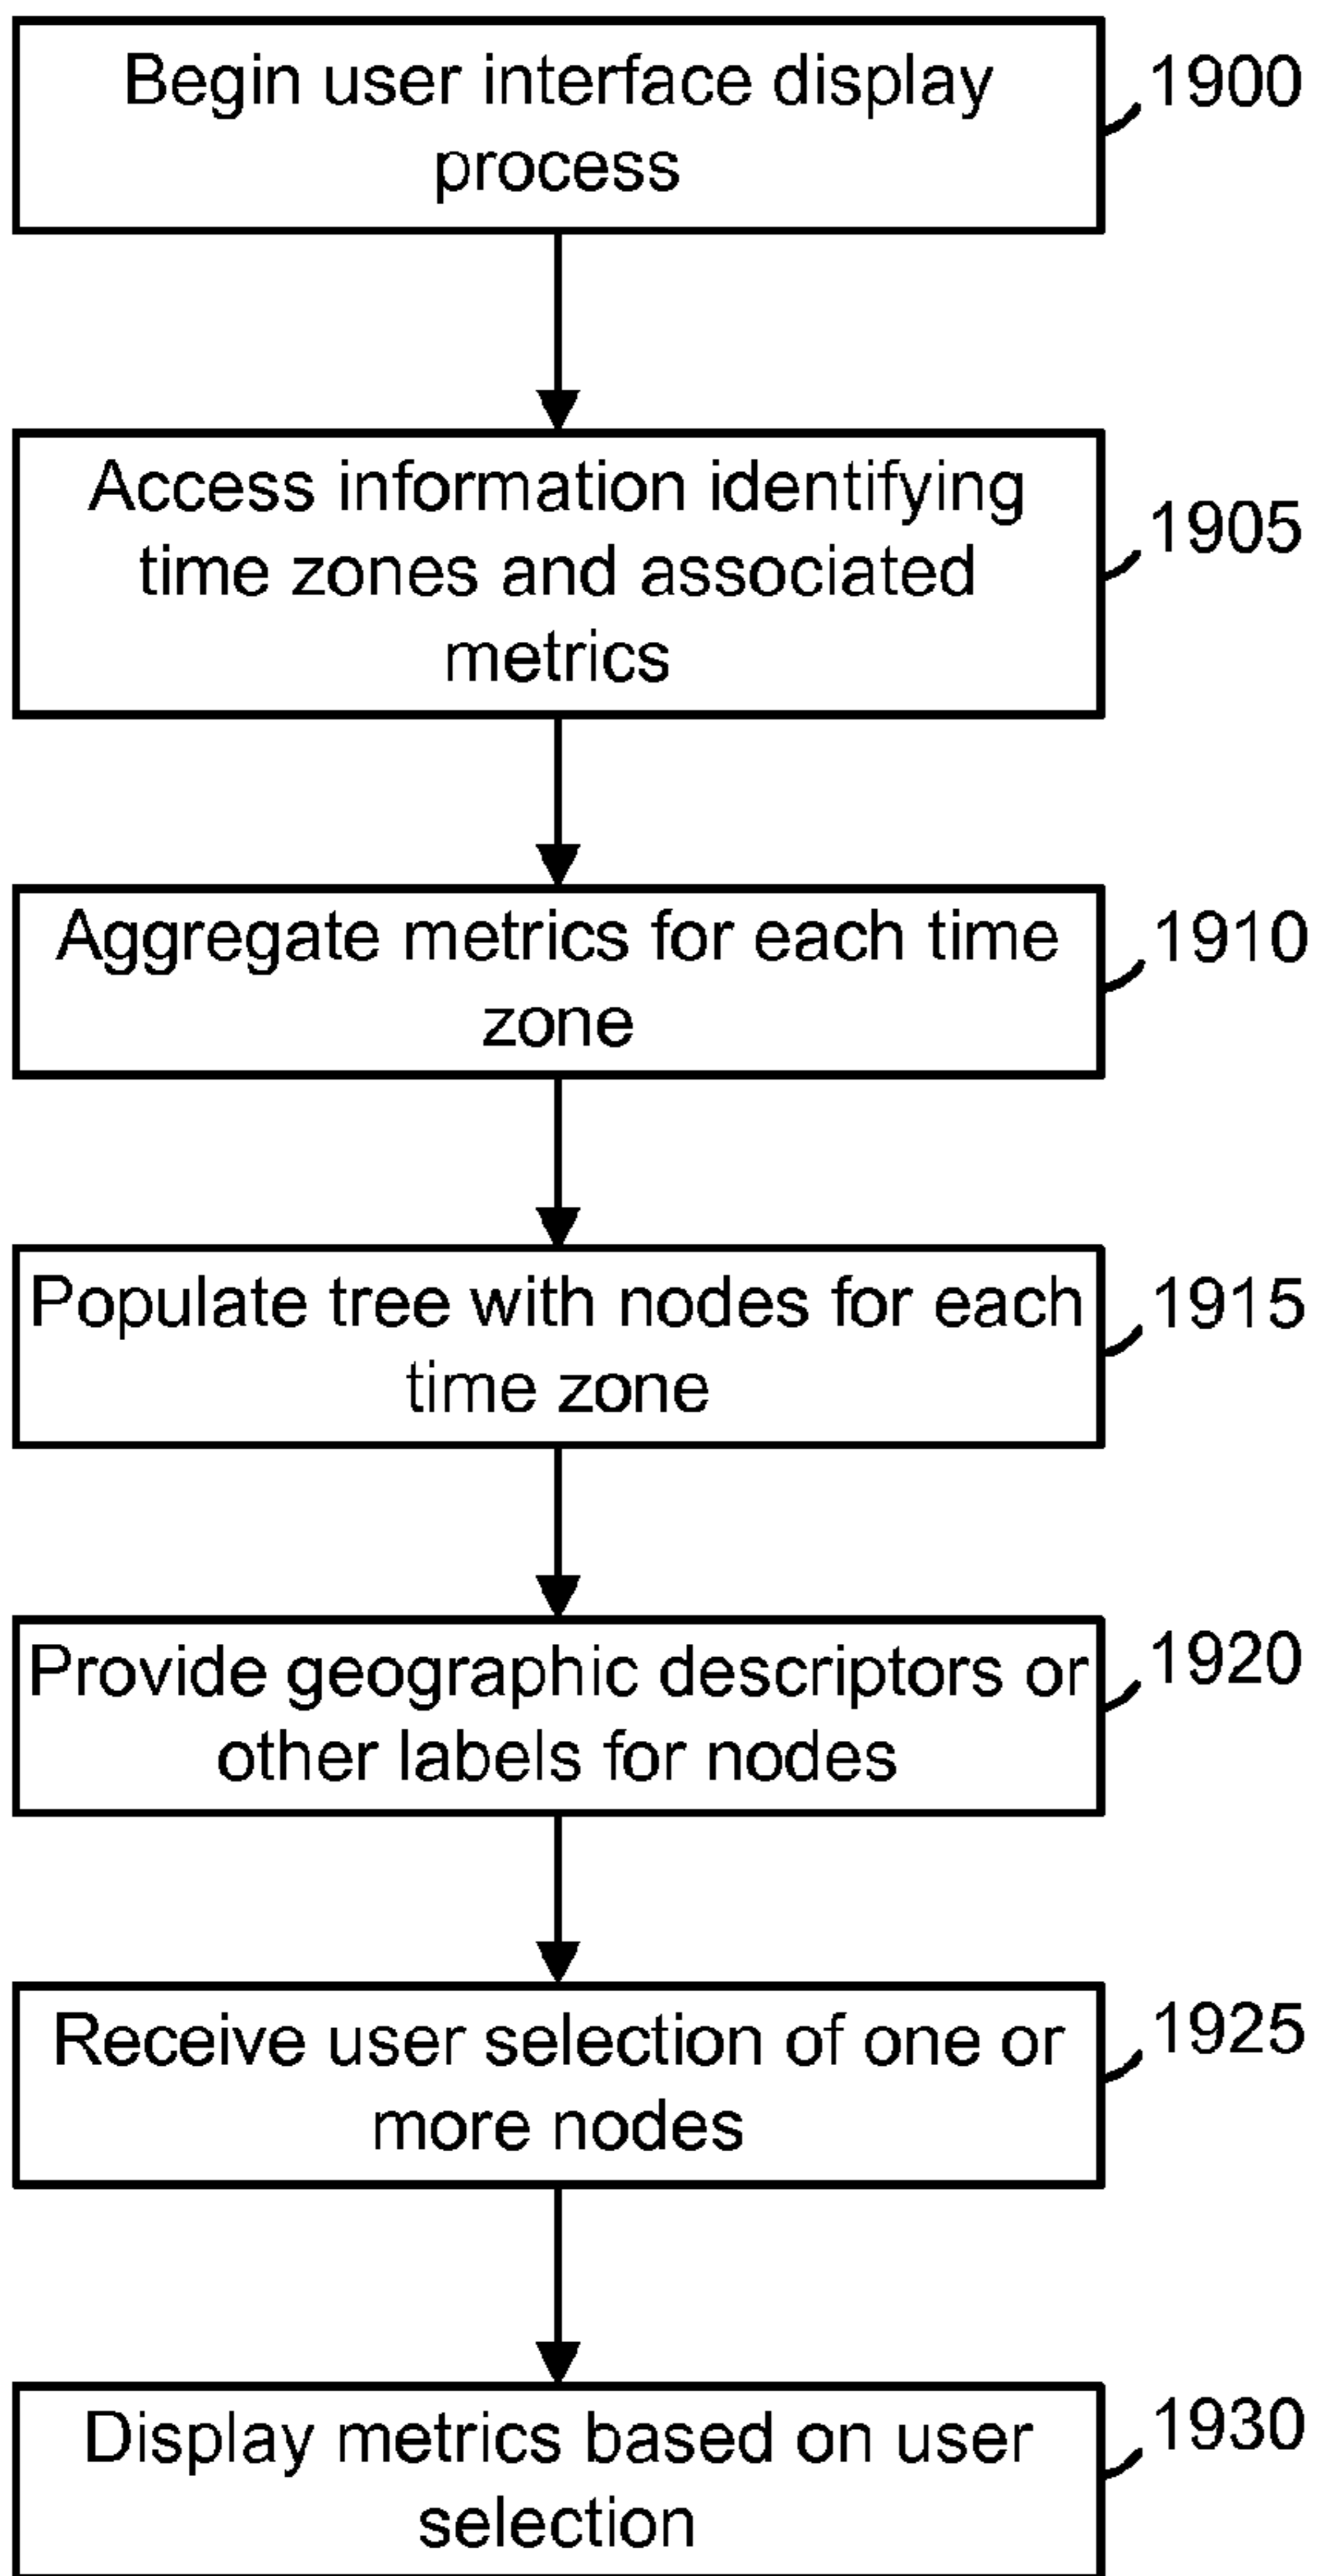 Begin user interface display
process
1900
Access information identifying
time zones and associated
metrics
1905
Aggregate metrics for each time
zone
1910
Populate tree with nodes for each
time zone
1915
Provide geographic descriptors or
other labels for nodes
1920
Receive user selection of one or
more nodes
1925
Display metrics based on user
selection
1930